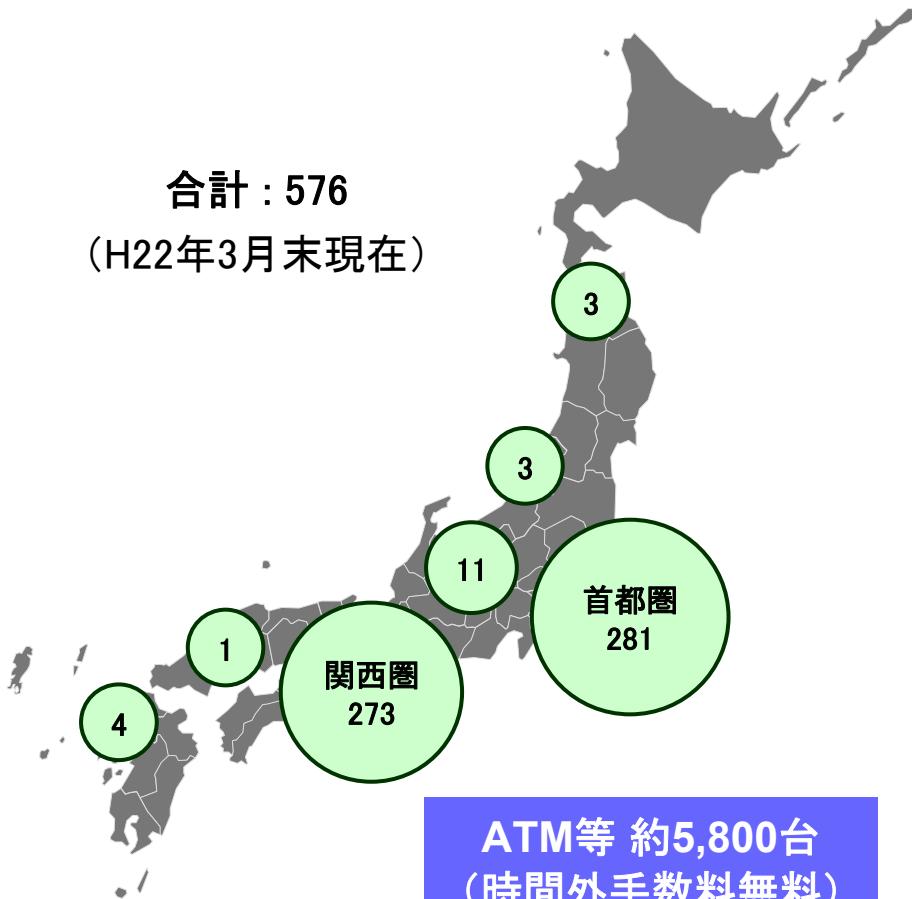 合計：576
（H22年3月末現在）
3
3
11
首都圏
281
1
関西圏
273
4
ATM等 約5,800台
（時間外手数料無料）